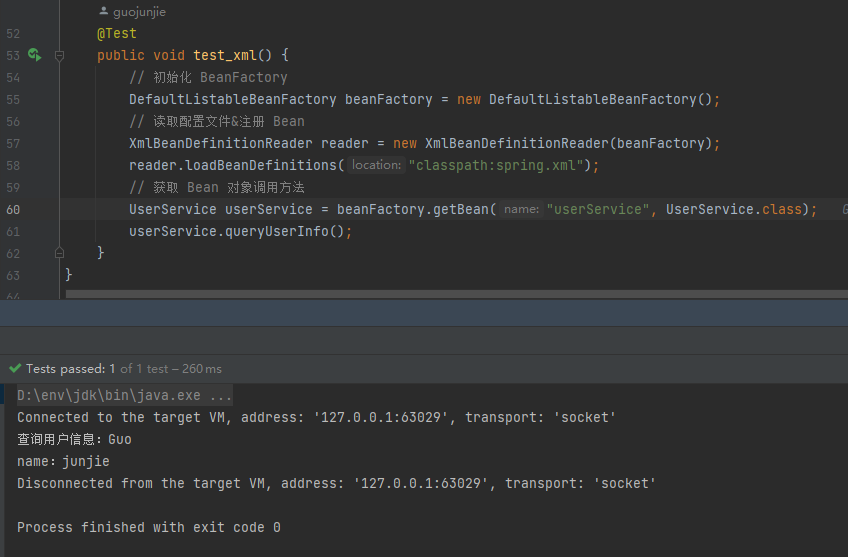 guojunjie
52 @Test
53 public void test_xml() {
54 // 初始化 BeanFactory
55 DefaultListableBeanFactory beanFactory = new DefaultListableBeanFactory();
56 // 读取配置文件&注册 Bean
57 XmlBeanDefinitionReader reader = new XmlBeanDefinitionReader(beanFactory);
58 reader.loadBeanDefinitions( location: "classpath:spring.xml");
59 // 获取 Bean 对象调用方法
60 UserService userService = beanFactory.getBean( name: "userService", UserService.class);
61 userService.queryUserInfo();
62 }
63 }
64
Tests passed: 1 of 1 test – 260 ms
D:\env\jdk\bin\java.exe ...
Connected to the target VM, address: '127.0.0.1:63029', transport: 'socket'
查询用户信息：Guo
name：junjie
Disconnected from the target VM, address: '127.0.0.1:63029', transport: 'socket'
Process finished with exit code 0